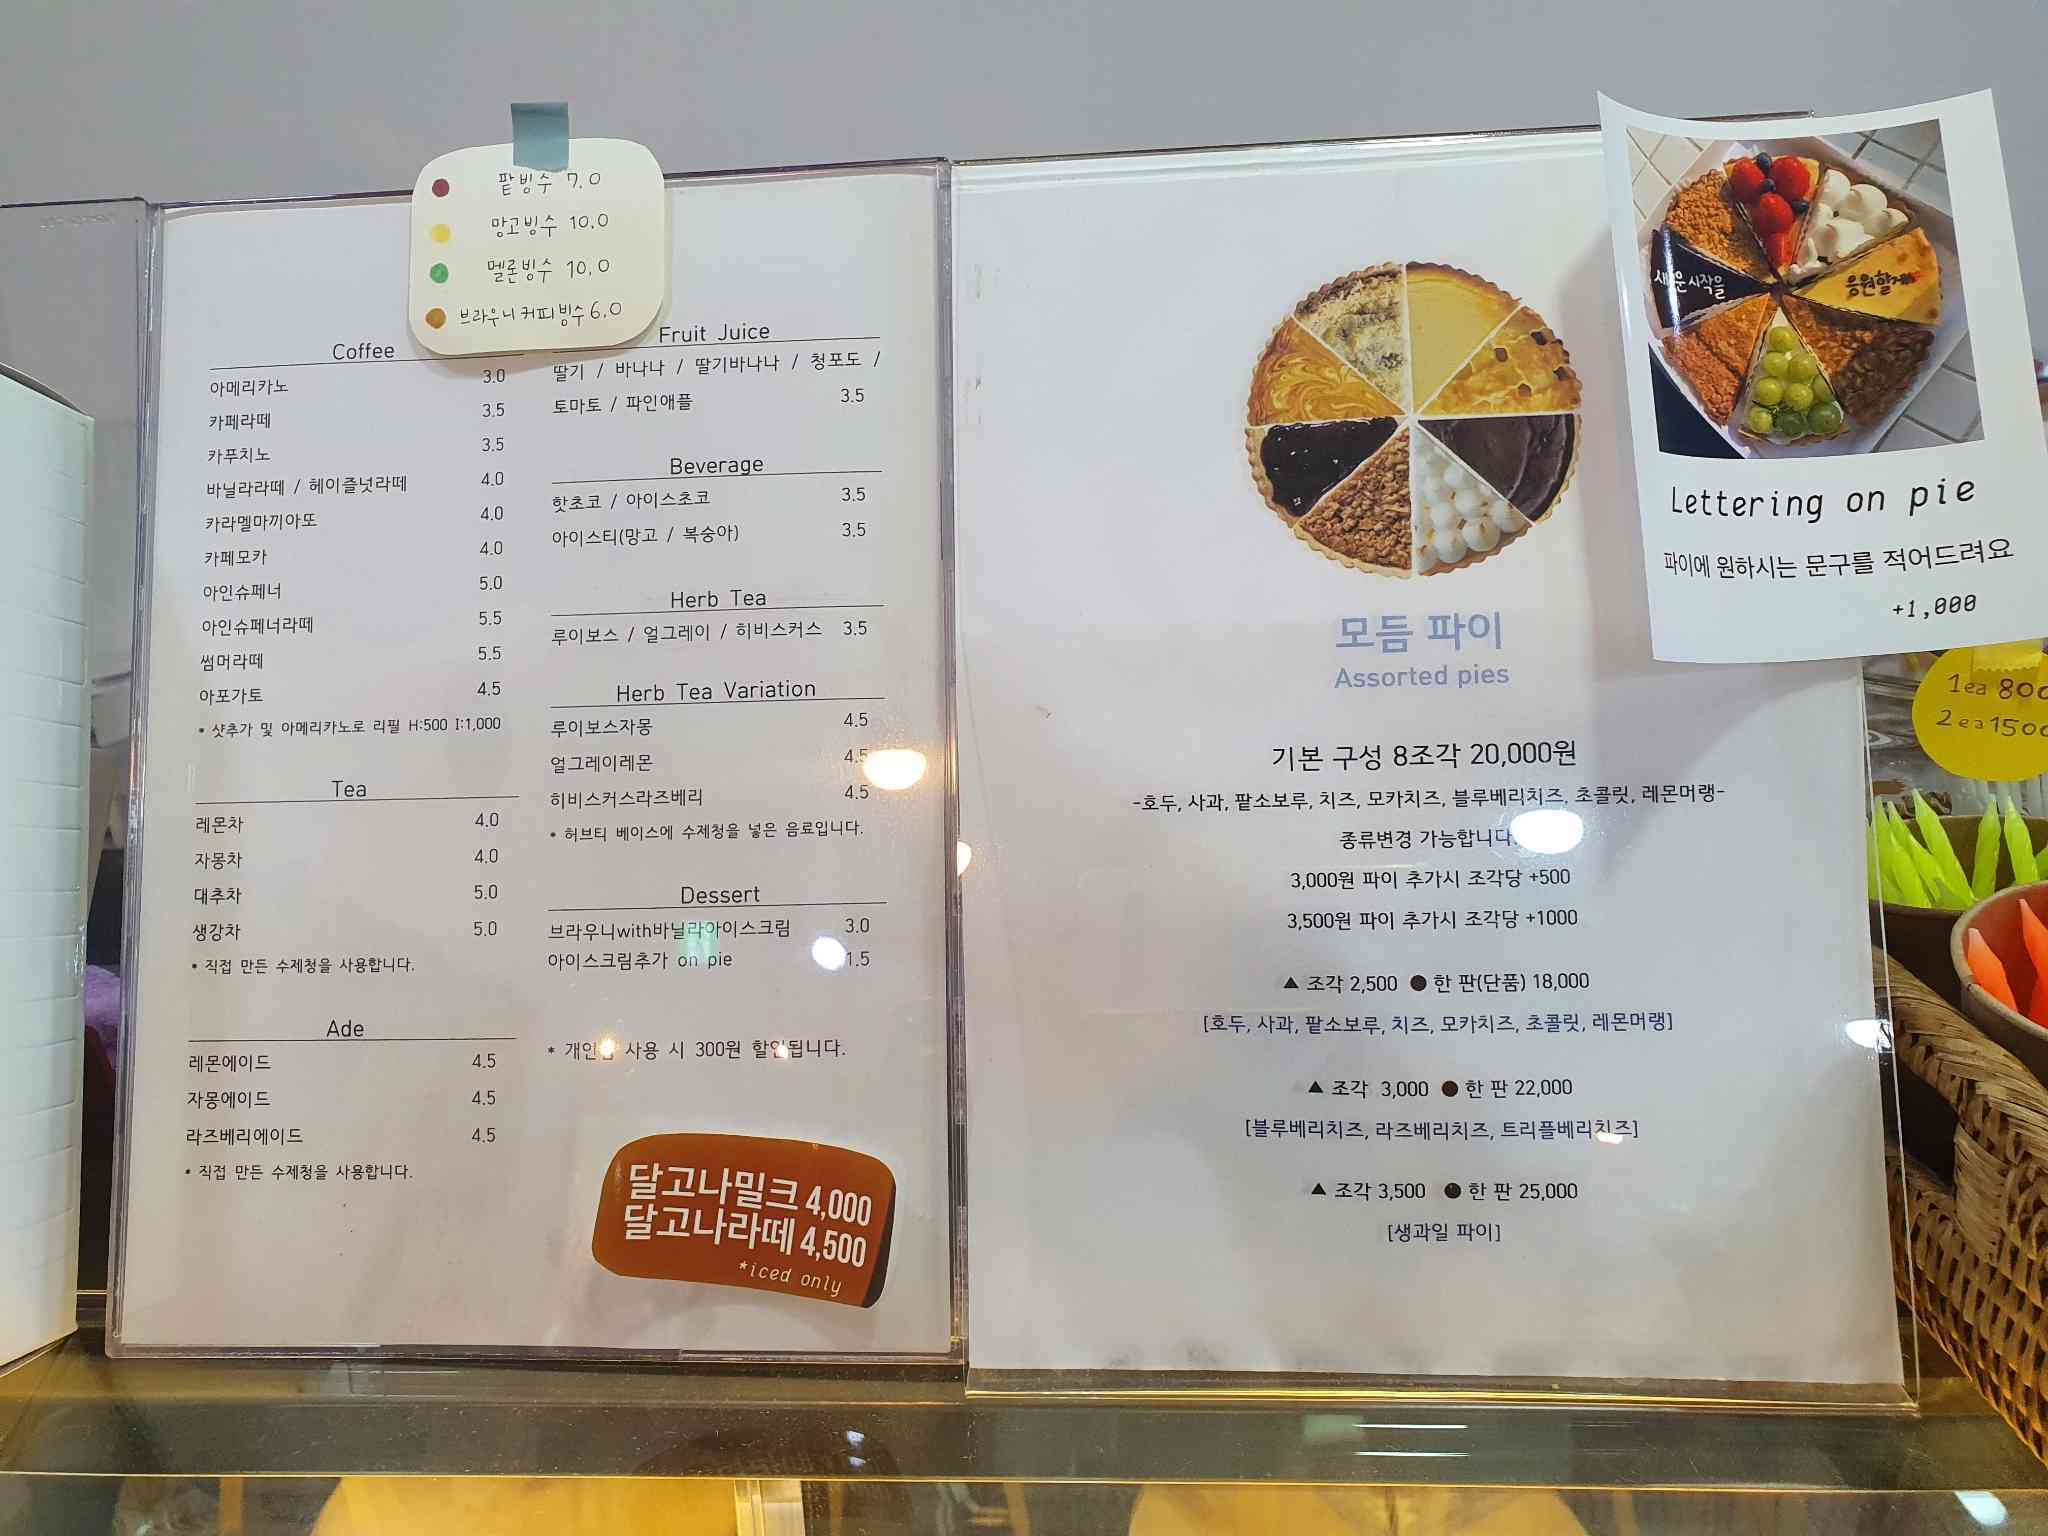 팥빙수 7.0
망고빙수 10.0
멜론빙수 10.0
브라우니커피빙수 6.0
Coffee
아메리카노 3.0
카페라떼 3.5
카푸치노 3.5
바닐라라떼 / 헤이즐넛라떼 4.0
카라멜마끼아또 4.0
카페모카 4.0
아인슈페너 5.0
아인슈페너라떼 5.5
썸머라떼 5.5
아포가토 4.5
* 샷추가 및 아메리카노로 리필 H:500 I:1,000
Tea
레몬차 4.0
자몽차 4.0
대추차 5.0
생강차 5.0
* 직접 만든 수제청을 사용합니다.
Ade
레몬에이드 4.5
자몽에이드 4.5
라즈베리에이드 4.5
* 직접 만든 수제청을 사용합니다.
Fruit Juice
딸기 / 바나나 / 딸기바나나 / 청포도 /
토마토 / 파인애플 3.5
Beverage
핫초코 / 아이스초코 3.5
아이스티(망고 / 복숭아) 3.5
Herb Tea
루이보스 / 얼그레이 / 히비스커스 3.5
Herb Tea Variation
루이보스자몽 4.5
얼그레이레몬 4.5
히비스커스라즈베리 4.5
* 허브티 베이스에 수제청을 넣은 음료입니다.
Dessert
브라우니with바닐라아이스크림 3.0
아이스크림추가 on pie 1.5
* 사용 시 300원 할인됩니다.
달고나밀크 4,000
달고나라떼 4,500
*iced only
모듬 파이
Assorted pies
기본 구성 8조각 20,000원
-호두, 사과, 팥소보루, 치즈, 모카치즈, 블루베리치즈, 초콜릿, 레몬머랭-
종류변경 가능합니다.
3,000원 파이 추가시 조각당 +500
3,500원 파이 추가시 조각당 +1000
▲ 조각 2,500 ● 한 판(단품) 18,000
[호두, 사과, 팥소보루, 치즈, 모카치즈, 초콜릿, 레몬머랭]
▲ 조각 3,000 ● 한 판 22,000
[블루베리치즈, 라즈베리치즈, 트리플베리치즈]
▲ 조각 3,500 ● 한 판 25,000
[생과일 파이]
시작을
응원할게
Lettering on pie
파이에 원하시는 문구를 적어드려요
+1,000
1ea 800
2ea 1500